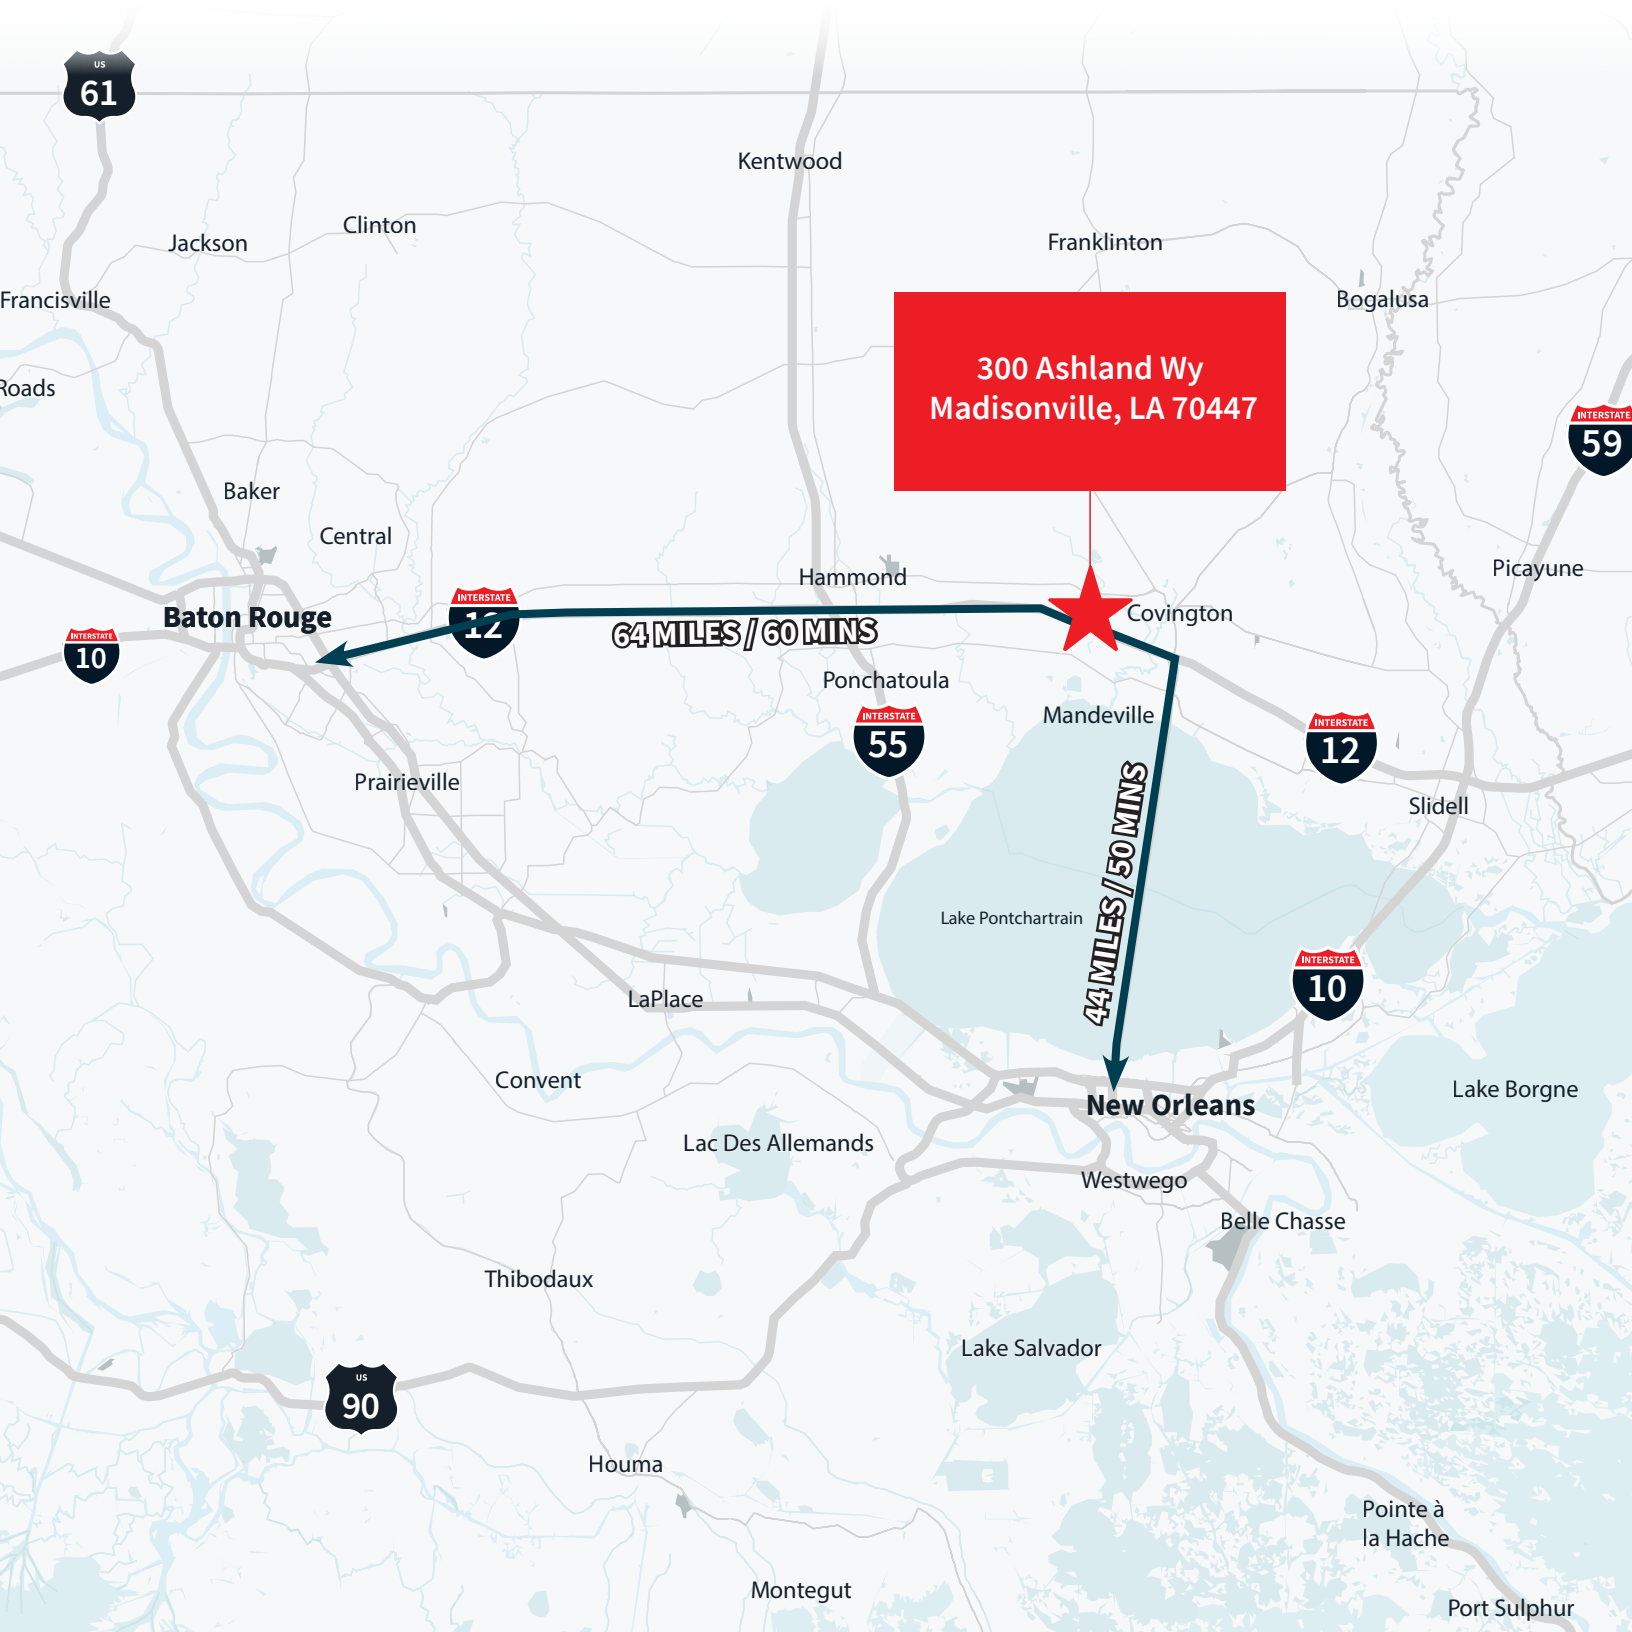 US
61
Kentwood
Clinton
Jackson
Franklinton
Francisville
Bogalusa
300 Ashland Wy
Madisonville, LA 70447
Roads
INTERSTATE
59
Baker
Central
Picayune
Hammond
INTERSTATE
12
Baton Rouge
Covington
64 MILES / 60 MINS
INTERSTATE
10
Ponchatoula
INTERSTATE
55
Mandeville
INTERSTATE
12
Prairieville
Slidell
44 MILES / 50 MINS
Lake Pontchartrain
INTERSTATE
10
LaPlace
Convent
Lake Borgne
New Orleans
Lac Des Allemands
Westwego
Belle Chasse
Thibodaux
Lake Salvador
US
90
Houma
Pointe à
la Hache
Montegut
Port Sulphur